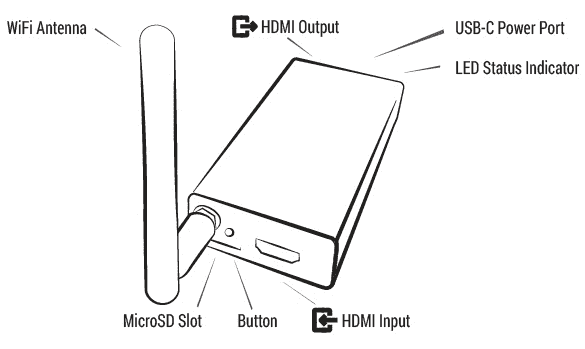 WiFi Antenna
HDMI Output
USB-C Power Port
LED Status Indicator
MicroSD Slot
Button
HDMI Input